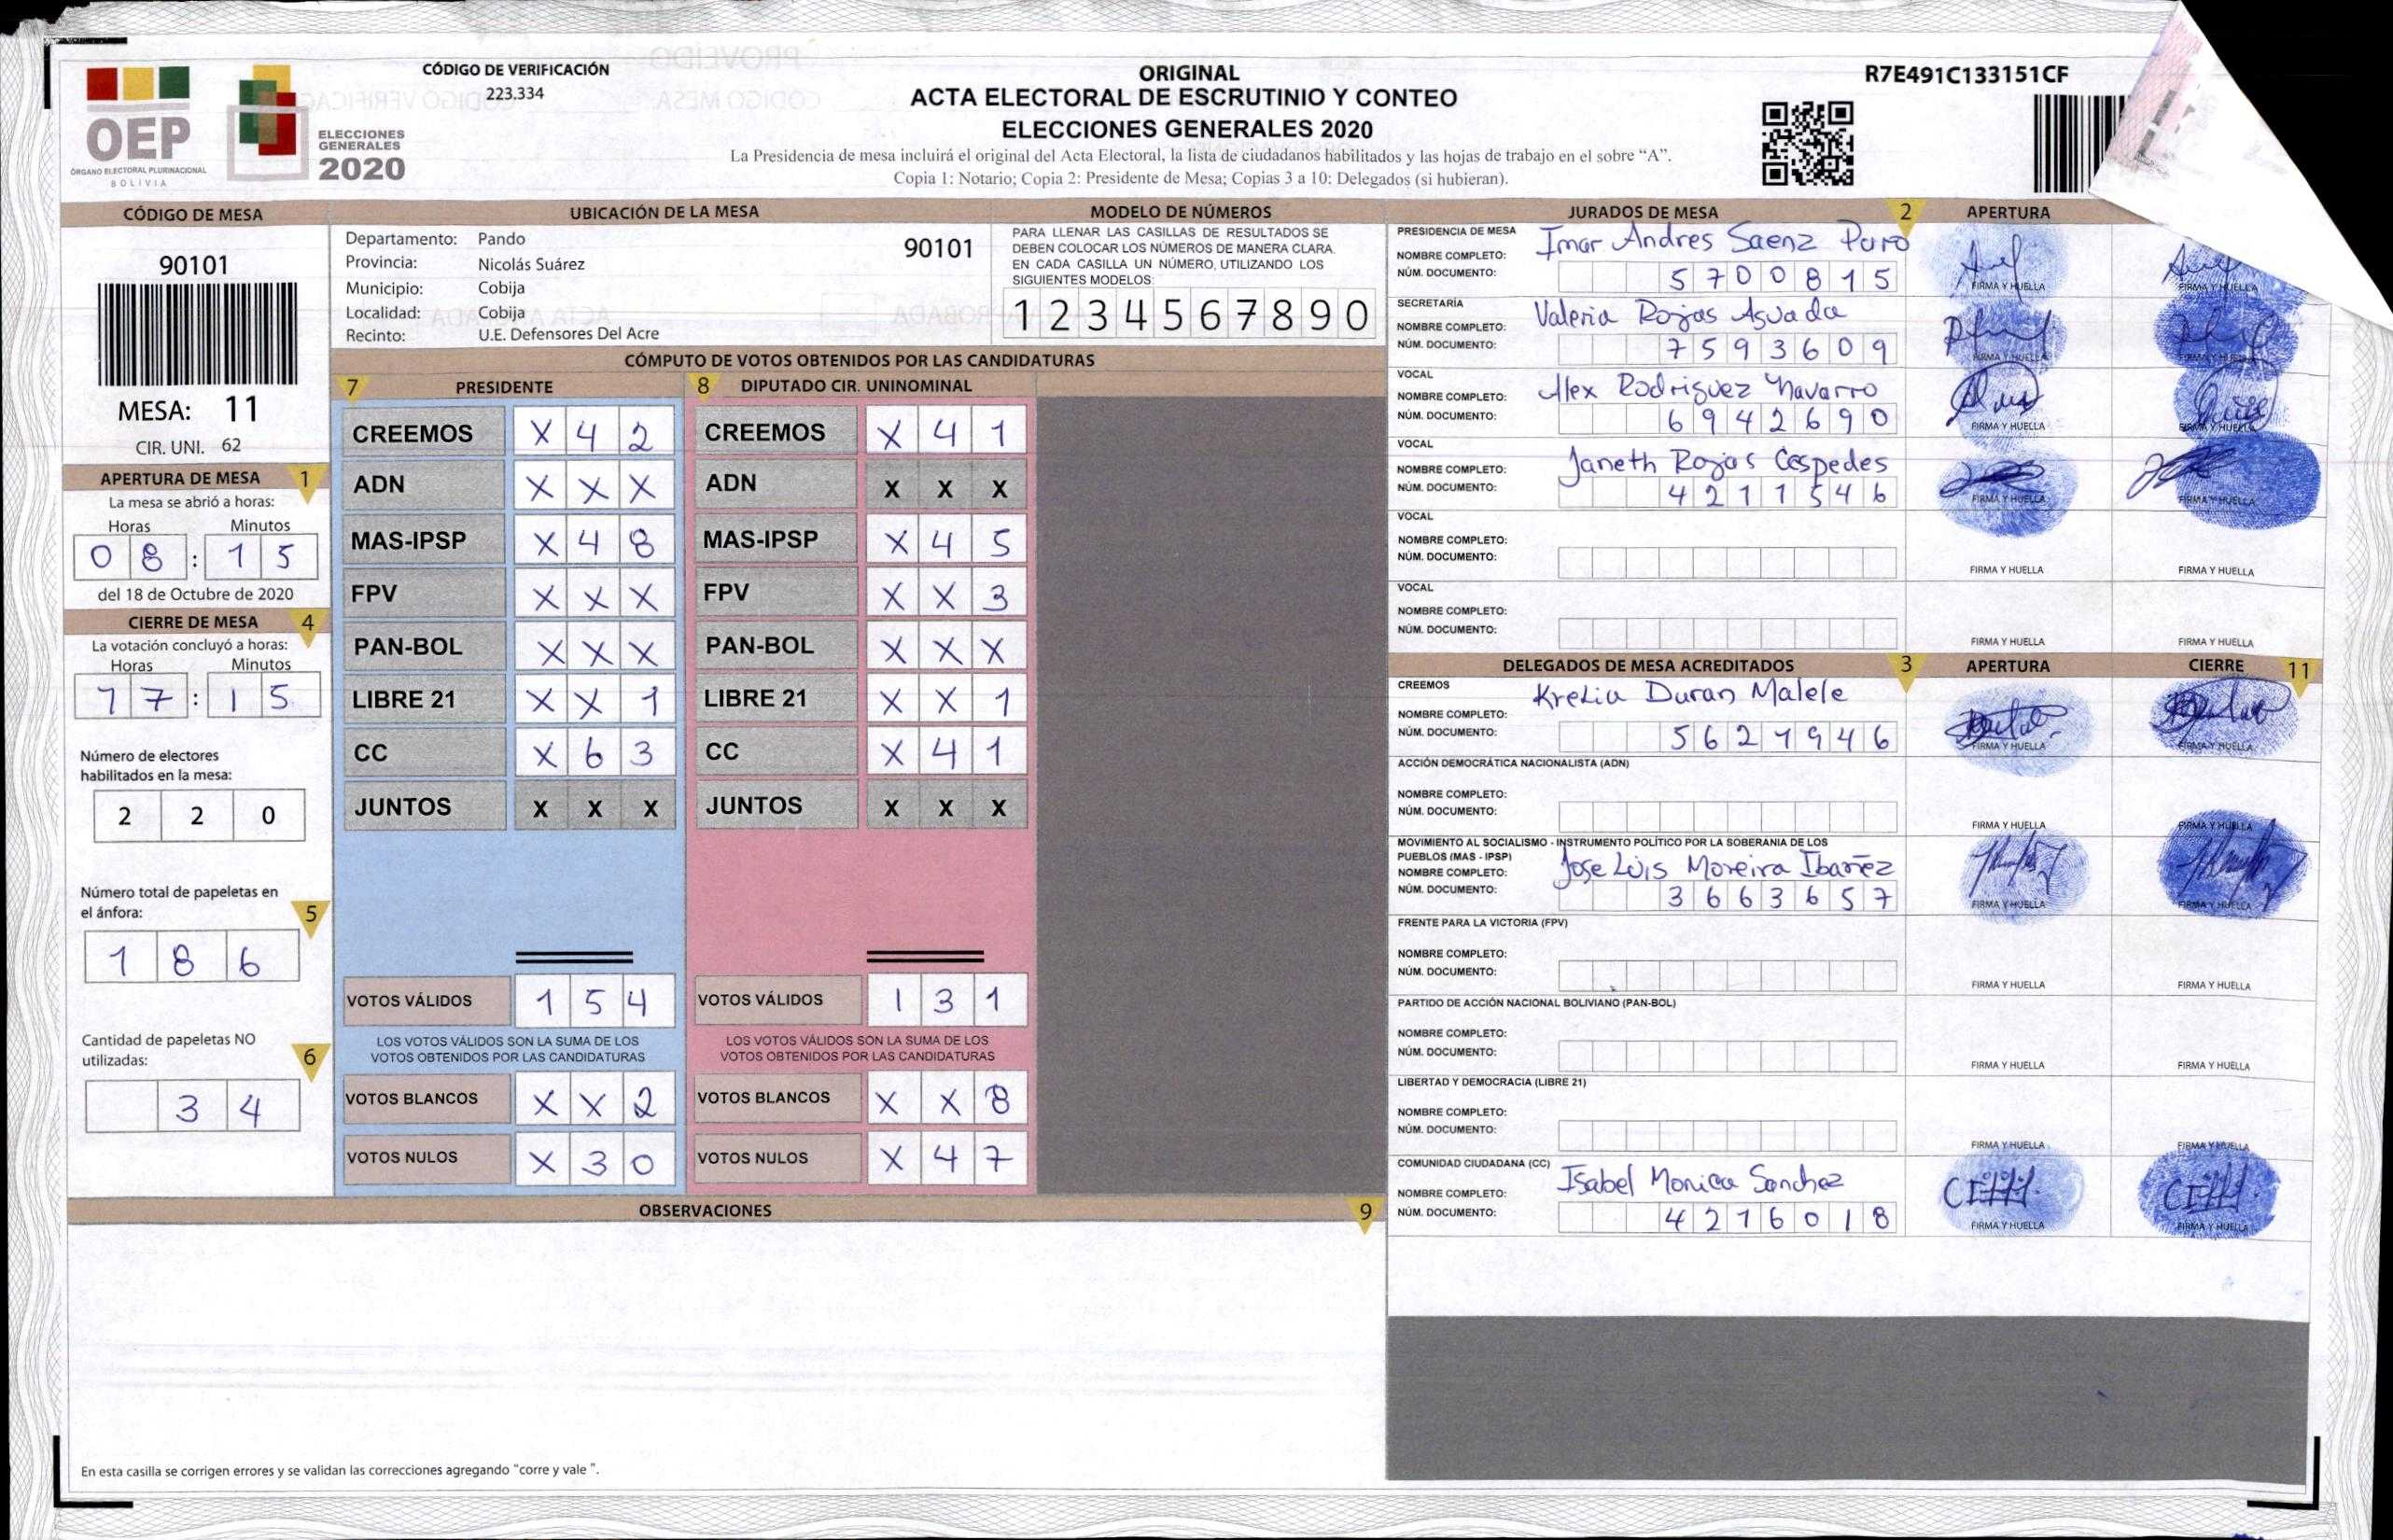 OEP
ÓRGANO ELECTORAL PLURINACIONAL
BOLIVIA
ELECCIONES
GENERALES
2020
CÓDIGO DE VERIFICACIÓN
223.334
ORIGINAL
ACTA ELECTORAL DE ESCRUTINIO Y CONTEO
ELECCIONES GENERALES 2020
La Presidencia de mesa incluirá el original del Acta Electoral, la lista de ciudadanos habilitados y las hojas de trabajo en el sobre “A”.
Copia 1: Notario; Copia 2: Presidente de Mesa; Copias 3 a 10: Delegados (si hubieran).
R7E491C133151CF
CÓDIGO DE MESA
90101
MESA: 11
CIR. UNI. 62
APERTURA DE MESA 1
La mesa se abrió a horas:
Horas Minutos
08 : 15
del 18 de Octubre de 2020
CIERRE DE MESA 4
La votación concluyó a horas:
Horas Minutos
17 : 15
Número de electores
habilitados en la mesa:
2 2 0
Número total de papeletas en
el ánfora: 5
1 8 6
Cantidad de papeletas NO
utilizadas: 6
3 4
UBICACIÓN DE LA MESA
Departamento: Pando 90101
Provincia: Nicolás Suárez
Municipio: Cobija
Localidad: Cobija
Recinto: U.E. Defensores Del Acre
MODELO DE NÚMEROS
PARA LLENAR LAS CASILLAS DE RESULTADOS SE
DEBEN COLOCAR LOS NÚMEROS DE MANERA CLARA.
EN CADA CASILLA UN NÚMERO, UTILIZANDO LOS
SIGUIENTES MODELOS:
1 2 3 4 5 6 7 8 9 0
CÓMPUTO DE VOTOS OBTENIDOS POR LAS CANDIDATURAS
7 PRESIDENTE
CREEMOS X 4 2
ADN X X X
MAS-IPSP X 4 8
FPV X X X
PAN-BOL X X X
LIBRE 21 X X 1
CC X 6 3
JUNTOS X X X
VOTOS VÁLIDOS 1 5 4
LOS VOTOS VÁLIDOS SON LA SUMA DE LOS
VOTOS OBTENIDOS POR LAS CANDIDATURAS
VOTOS BLANCOS X X 2
VOTOS NULOS X 3 0
8 DIPUTADO CIR. UNINOMINAL
CREEMOS X 4 1
ADN X X X
MAS-IPSP X 4 5
FPV X X 3
PAN-BOL X X X
LIBRE 21 X X 1
CC X 4 1
JUNTOS X X X
VOTOS VÁLIDOS 1 3 1
LOS VOTOS VÁLIDOS SON LA SUMA DE LOS
VOTOS OBTENIDOS POR LAS CANDIDATURAS
VOTOS BLANCOS X X 8
VOTOS NULOS X 4 7
OBSERVACIONES 9
En esta casilla se corrigen errores y se validan las correcciones agregando "corre y vale ".
JURADOS DE MESA 2 APERTURA
PRESIDENCIA DE MESA
NOMBRE COMPLETO: Imar Andres Saenz Puro
NÚM. DOCUMENTO: 5700815
FIRMA Y HUELLA FIRMA Y HUELLA
SECRETARÍA
NOMBRE COMPLETO: Valeria Rojas Aguada
NÚM. DOCUMENTO: 7593609
FIRMA Y HUELLA FIRMA Y HUELLA
VOCAL
NOMBRE COMPLETO: Alex Rodriguez Navarro
NÚM. DOCUMENTO: 6942690
FIRMA Y HUELLA FIRMA Y HUELLA
VOCAL
NOMBRE COMPLETO: Janeth Rojas Cespedes
NÚM. DOCUMENTO: 4211546
FIRMA Y HUELLA FIRMA Y HUELLA
VOCAL
NOMBRE COMPLETO:
NÚM. DOCUMENTO:
FIRMA Y HUELLA FIRMA Y HUELLA
VOCAL
NOMBRE COMPLETO:
NÚM. DOCUMENTO:
FIRMA Y HUELLA FIRMA Y HUELLA
DELEGADOS DE MESA ACREDITADOS 3 APERTURA CIERRE 11
CREEMOS
NOMBRE COMPLETO: Krelia Duran Malele
NÚM. DOCUMENTO: 5621946
FIRMA Y HUELLA FIRMA Y HUELLA
ACCIÓN DEMOCRÁTICA NACIONALISTA (ADN)
NOMBRE COMPLETO:
NÚM. DOCUMENTO:
FIRMA Y HUELLA FIRMA Y HUELLA
MOVIMIENTO AL SOCIALISMO - INSTRUMENTO POLÍTICO POR LA SOBERANIA DE LOS
PUEBLOS (MAS - IPSP)
NOMBRE COMPLETO: Jose Luis Moreira Ibañez
NÚM. DOCUMENTO: 3663657
FIRMA Y HUELLA FIRMA Y HUELLA
FRENTE PARA LA VICTORIA (FPV)
NOMBRE COMPLETO:
NÚM. DOCUMENTO:
FIRMA Y HUELLA FIRMA Y HUELLA
PARTIDO DE ACCIÓN NACIONAL BOLIVIANO (PAN-BOL)
NOMBRE COMPLETO:
NÚM. DOCUMENTO:
FIRMA Y HUELLA FIRMA Y HUELLA
LIBERTAD Y DEMOCRACIA (LIBRE 21)
NOMBRE COMPLETO:
NÚM. DOCUMENTO:
FIRMA Y HUELLA FIRMA Y HUELLA
COMUNIDAD CIUDADANA (CC)
NOMBRE COMPLETO: Isabel Monica Sanchez
NÚM. DOCUMENTO: 4216018
FIRMA Y HUELLA FIRMA Y HUELLA